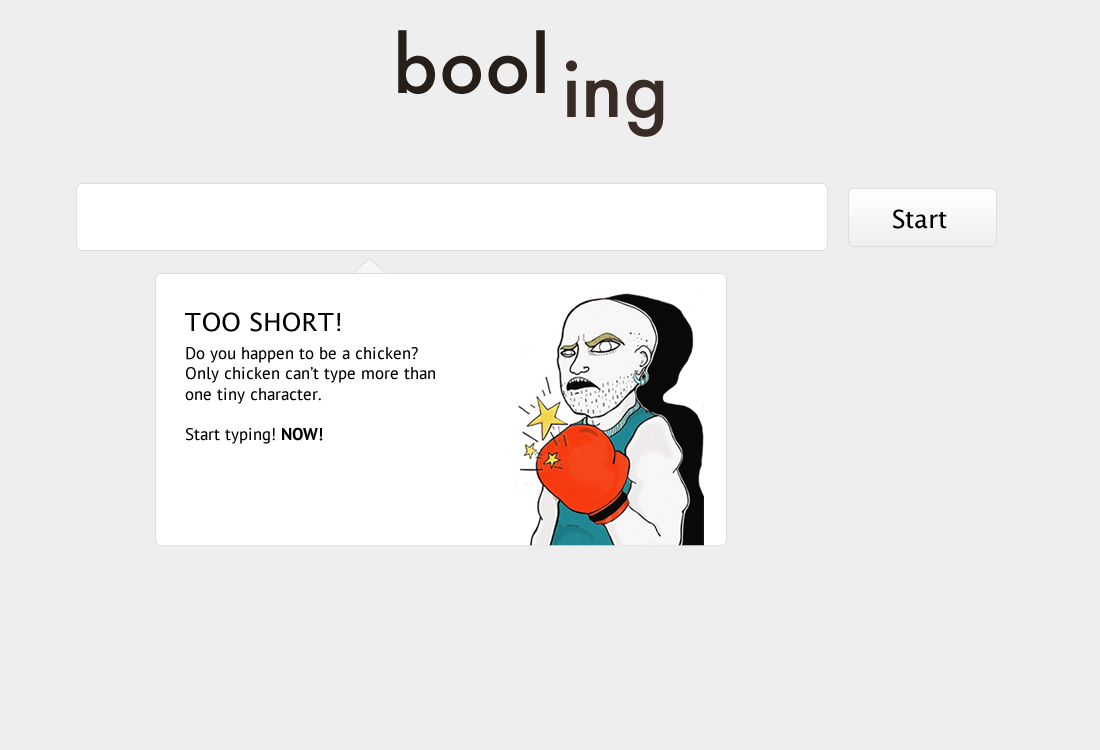 bool ing
Start
TOO SHORT!
Do you happen to be a chicken?
Only chicken can’t type more than
one tiny character.
Start typing! NOW!